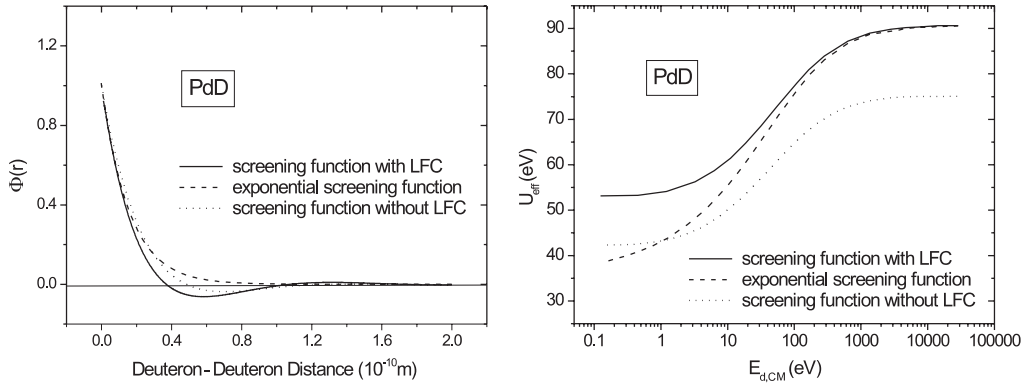 1.2
0.8
0.4
0.0
Φ(r)
PdD
screening function with LFC
exponential screening function
screening function without LFC
0.0 0.4 0.8 1.2 1.6 2.0
Deuteron-Deuteron Distance (10⁻¹⁰m)
90
80
70
60
50
40
30
U_eff(eV)
PdD
screening function with LFC
exponential screening function
screening function without LFC
0.1 1 10 100 1000 10000 100000
E_d,CM (eV)